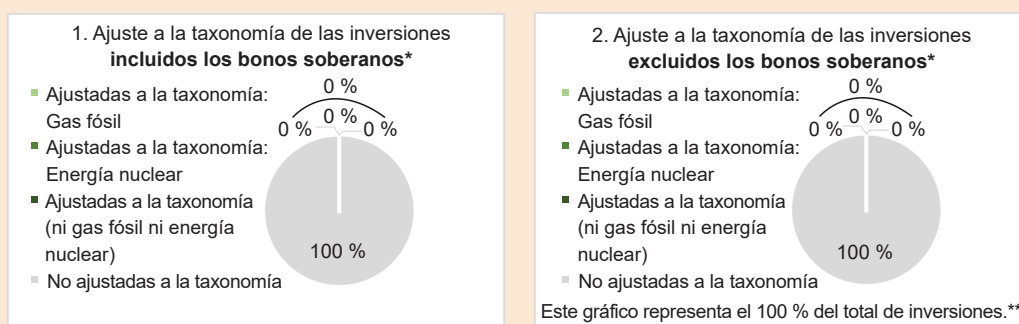 1. Ajuste a la taxonomía de las inversiones
incluidos los bonos soberanos*
Ajustadas a la taxonomía:
Gas fósil
Ajustadas a la taxonomía:
Energía nuclear
Ajustadas a la taxonomía
(ni gas fósil ni energía
nuclear)
No ajustadas a la taxonomía
0 %
0 % 0 % 0 %
100 %
2. Ajuste a la taxonomía de las inversiones
excluidos los bonos soberanos*
Ajustadas a la taxonomía:
Gas fósil
Ajustadas a la taxonomía:
Energía nuclear
Ajustadas a la taxonomía
(ni gas fósil ni energía
nuclear)
No ajustadas a la taxonomía
0 %
0 % 0 % 0 %
100 %
Este gráfico representa el 100 % del total de inversiones.**